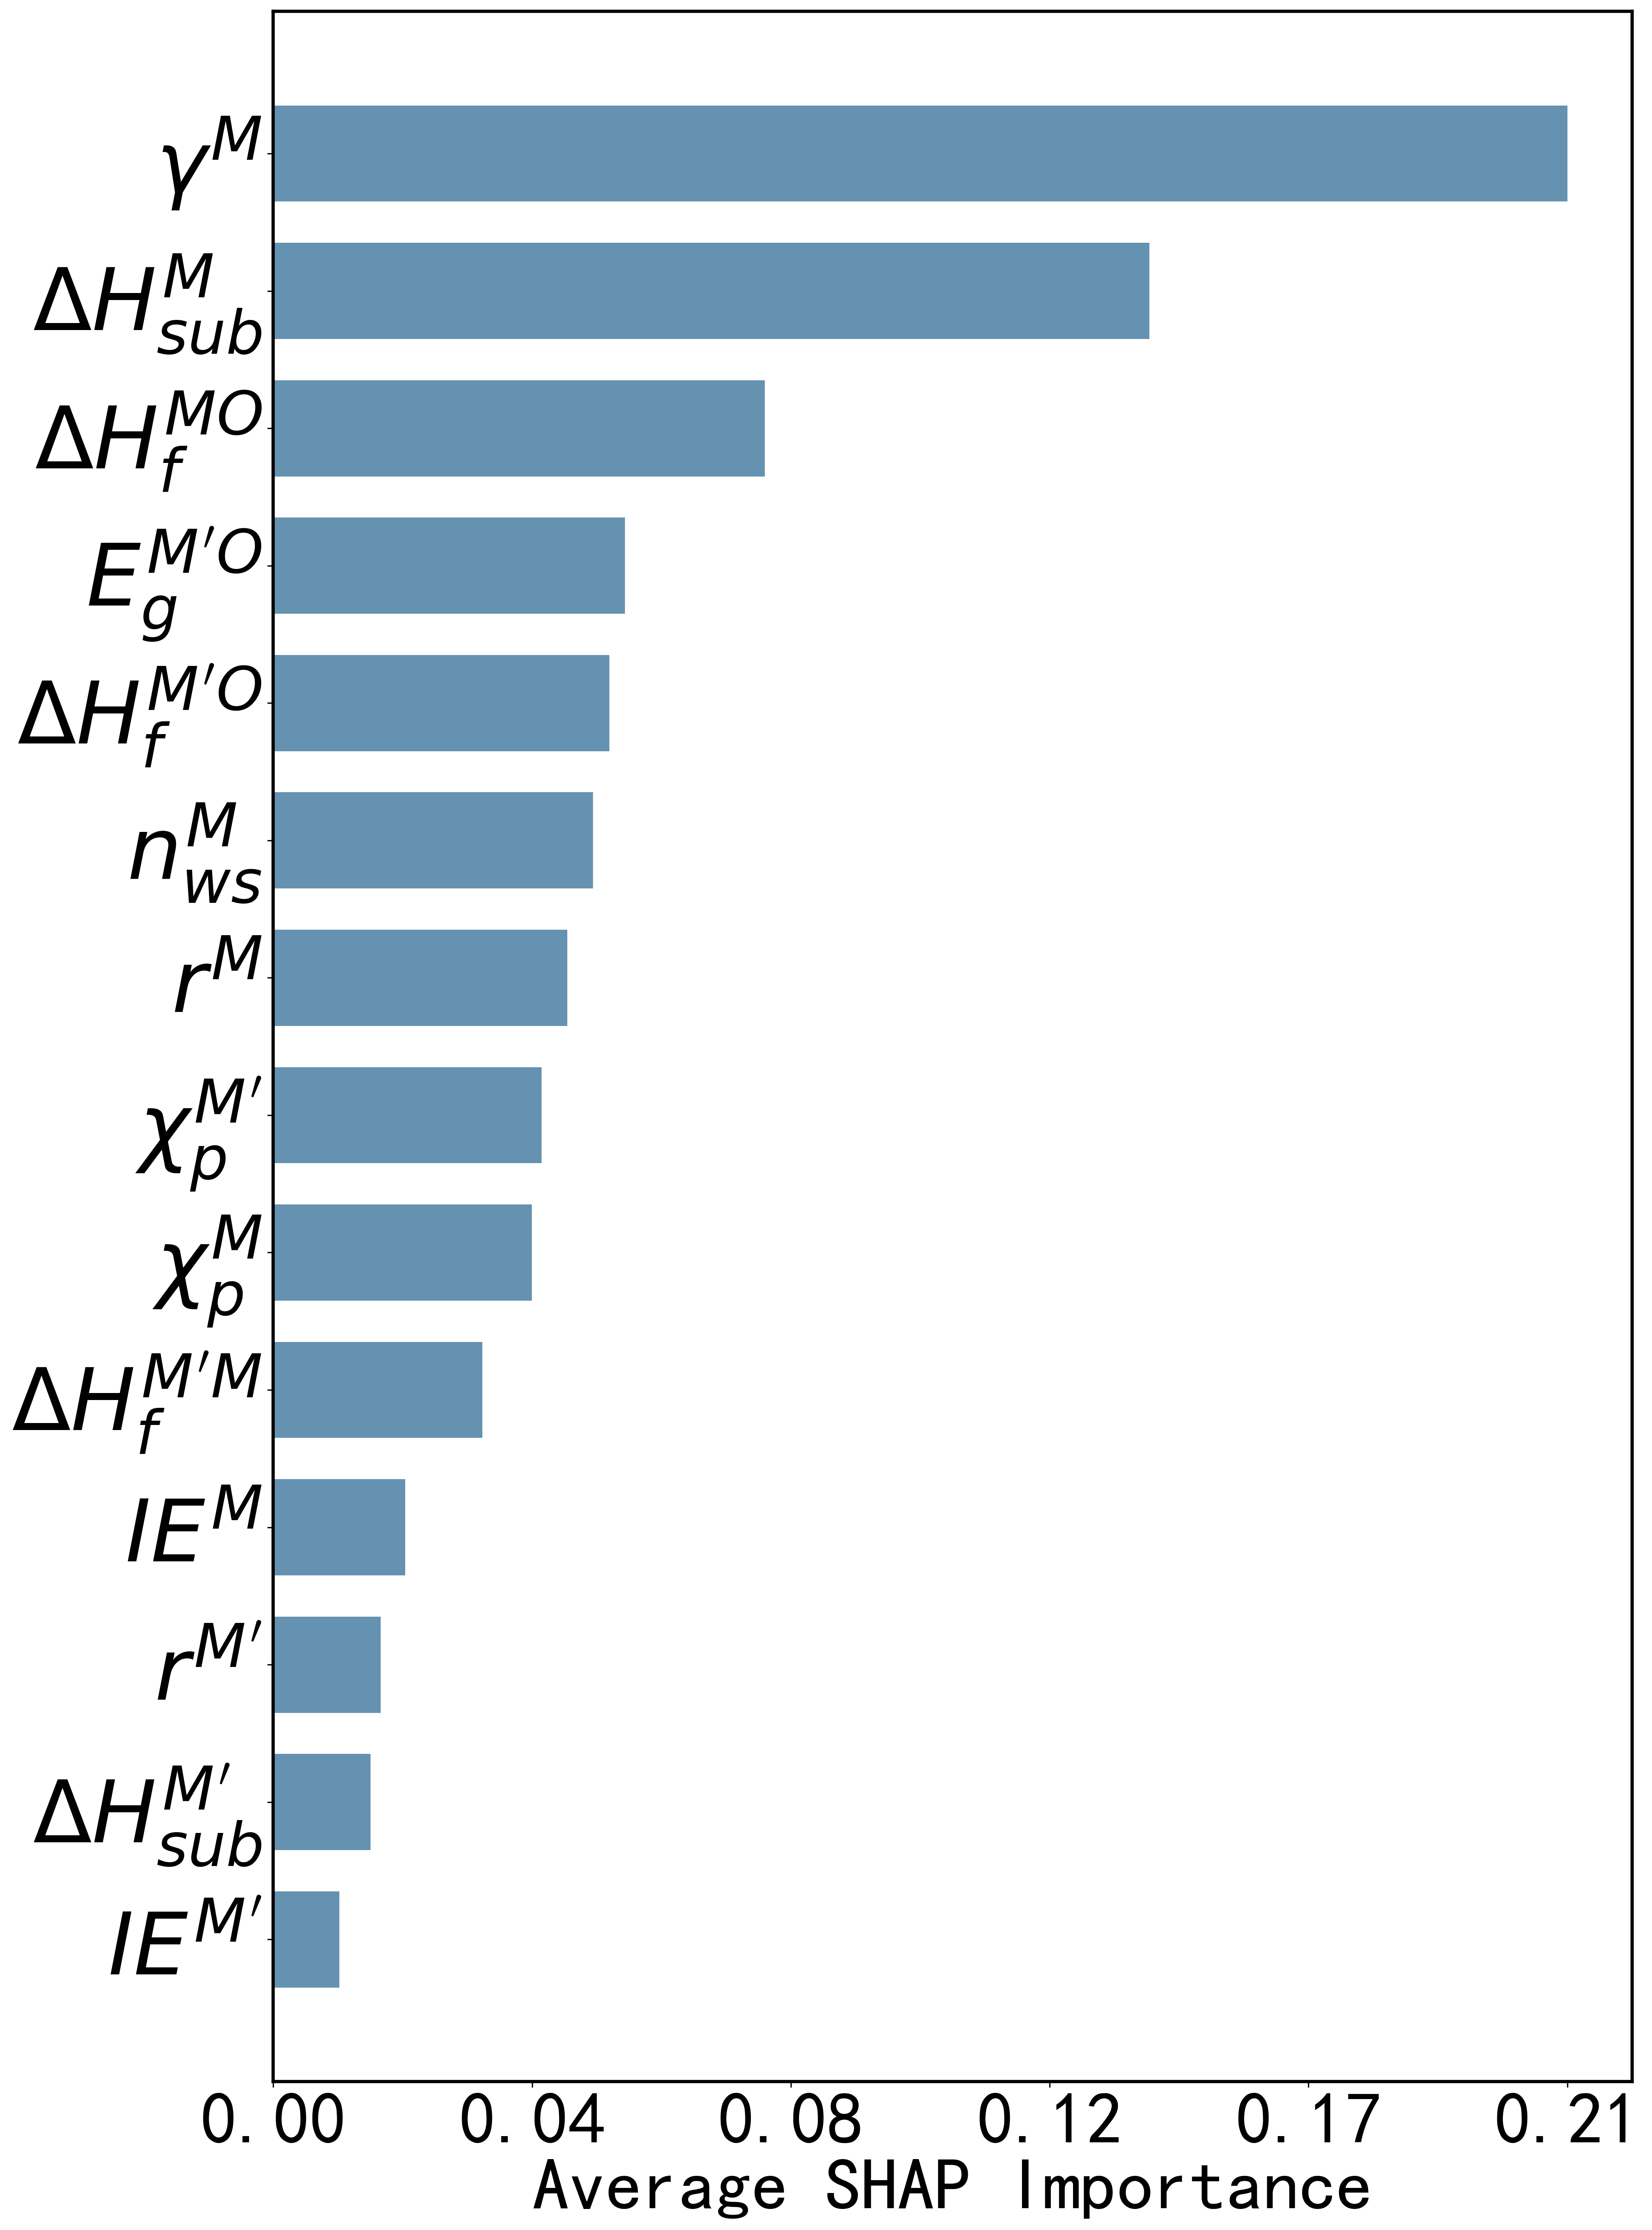 γ^M
ΔH_sub^M
ΔH_f^MO
E_g^M′O
ΔH_f^M′O
n_ws^M
r^M
χ_p^M′
χ_p^M
ΔH_f^M′M
IE^M
r^M′
ΔH_sub^M′
IE^M′
0.00 0.04 0.08 0.12 0.17 0.21
Average SHAP Importance